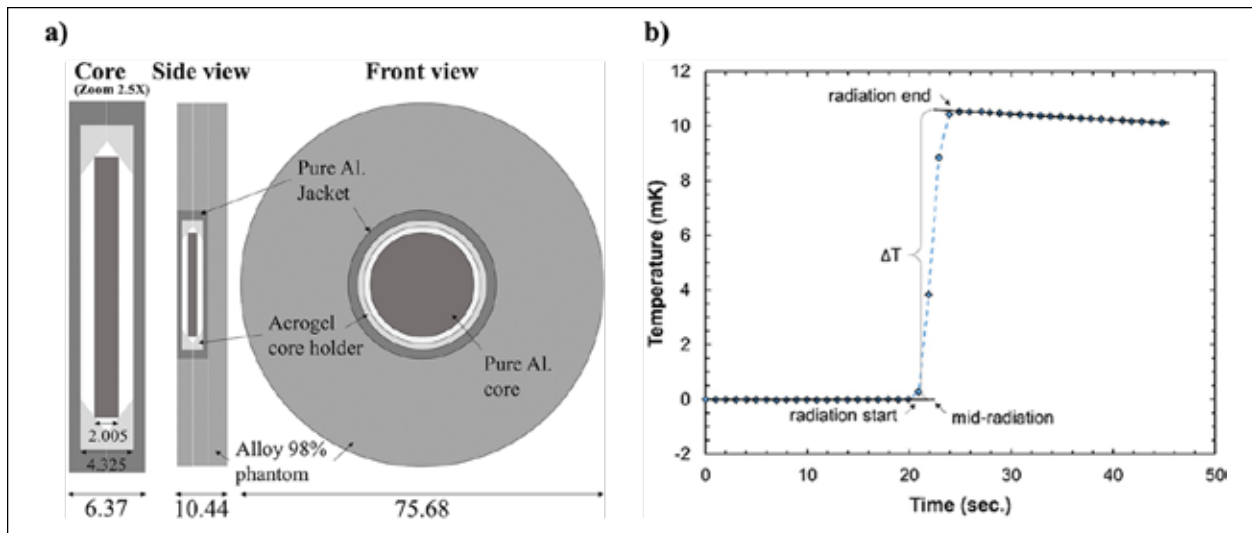 a)
Core
(Zoom 2.5X)
Side view
Front view
Pure Al.
Jacket
Aerogel
core holder
Pure Al.
core
Alloy 98%
phantom
2.005
4.325
6.37
10.44
75.68
b)
Temperature (mK)
12
10
8
6
4
2
0
-2
radiation end
ΔT
radiation start
mid-radiation
0
10
20
30
40
50
Time (sec.)